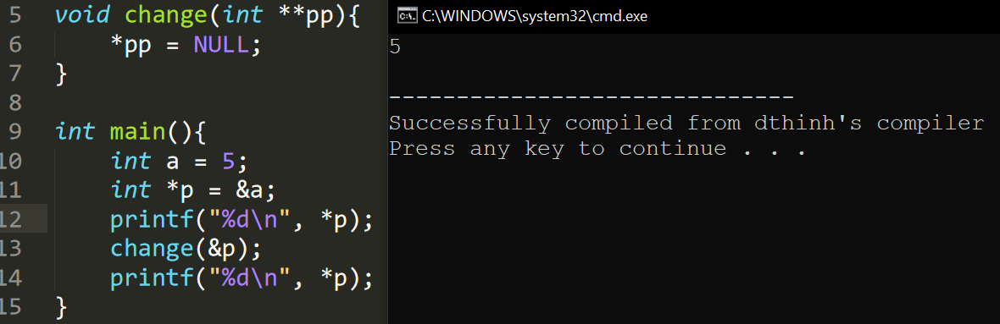 5 void change(int **pp){
6 *pp = NULL;
7 }
8
9 int main(){
10 int a = 5;
11 int *p = &a;
12 printf("%d\n", *p);
13 change(&p);
14 printf("%d\n", *p);
15 }
C:\WINDOWS\system32\cmd.exe
5
------------------------------
Successfully compiled from dthinh's compiler
Press any key to continue . . .